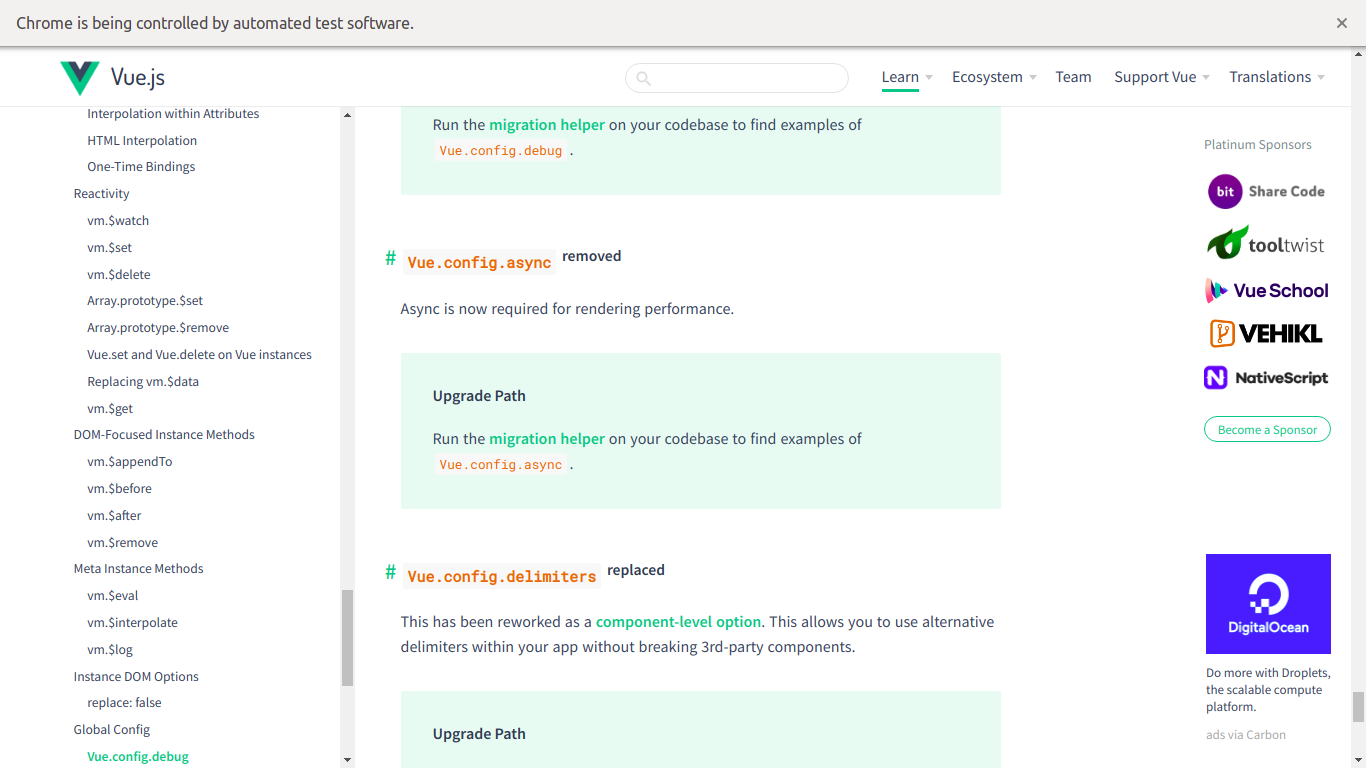 Chrome is being controlled by automated test software.
Vue.js
Learn
Ecosystem
Team
Support Vue
Translations
Interpolation within Attributes
HTML Interpolation
One-Time Bindings
Reactivity
vm.$watch
vm.$set
vm.$delete
Array.prototype.$set
Array.prototype.$remove
Vue.set and Vue.delete on Vue instances
Replacing vm.$data
vm.$get
DOM-Focused Instance Methods
vm.$appendTo
vm.$before
vm.$after
vm.$remove
Meta Instance Methods
vm.$eval
vm.$interpolate
vm.$log
Instance DOM Options
replace: false
Global Config
Vue.config.debug
Run the migration helper on your codebase to find examples of
Vue.config.debug .
# Vue.config.async removed
Async is now required for rendering performance.
Upgrade Path
Run the migration helper on your codebase to find examples of
Vue.config.async .
# Vue.config.delimiters replaced
This has been reworked as a component-level option. This allows you to use alternative
delimiters within your app without breaking 3rd-party components.
Upgrade Path
Platinum Sponsors
bit Share Code
tooltwist
Vue School
VEHIKL
NativeScript
Become a Sponsor
DigitalOcean
Do more with Droplets,
the scalable compute
platform.
ads via Carbon